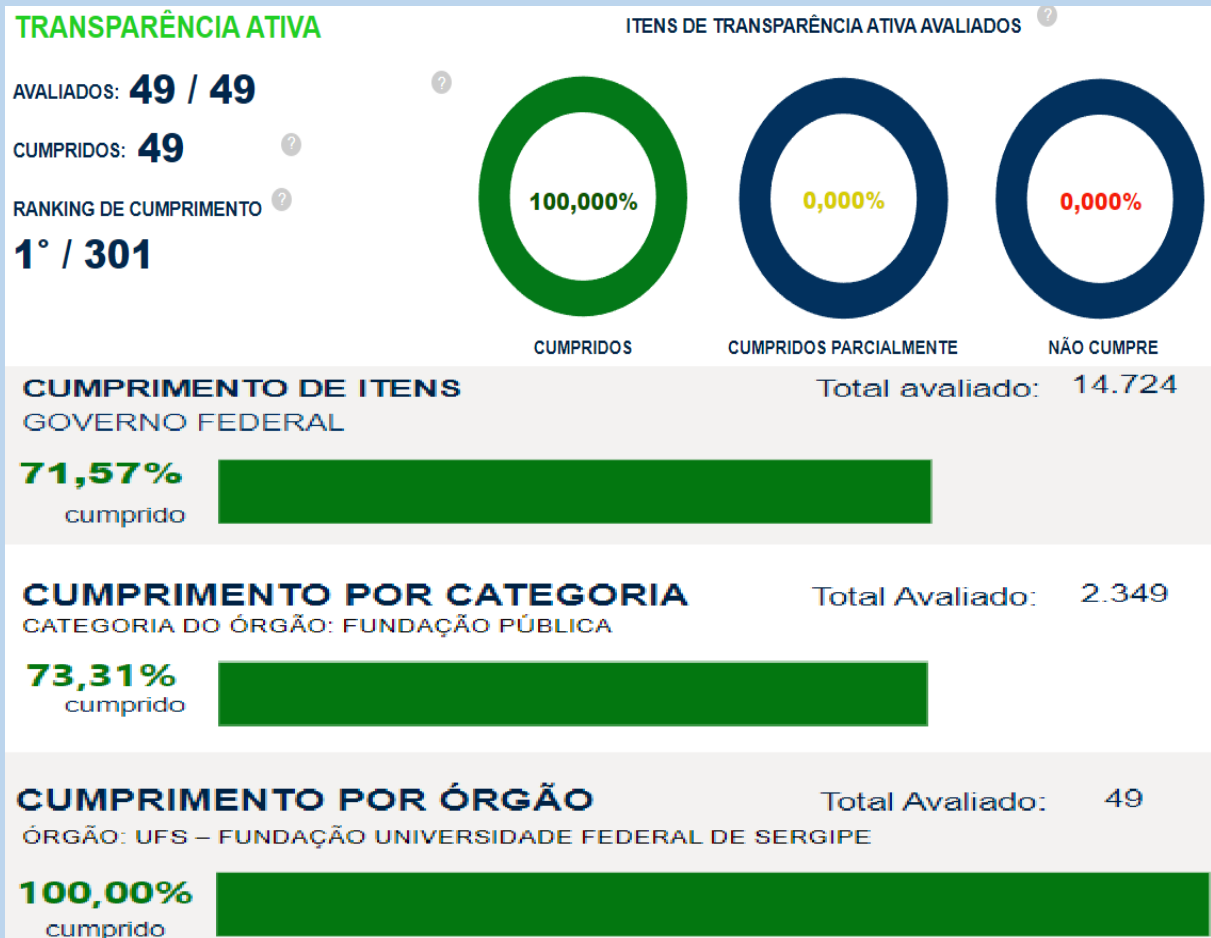 TRANSPARÊNCIA ATIVA
ITENS DE TRANSPARÊNCIA ATIVA AVALIADOS ?
AVALIADOS: 49 / 49 ?
CUMPRIDOS: 49 ?
RANKING DE CUMPRIMENTO ?
1° / 301
100,000%
0,000%
0,000%
CUMPRIDOS
CUMPRIDOS PARCIALMENTE
NÃO CUMPRE
CUMPRIMENTO DE ITENS
Total avaliado: 14.724
GOVERNO FEDERAL
71,57%
cumprido
CUMPRIMENTO POR CATEGORIA
Total Avaliado: 2.349
CATEGORIA DO ÓRGÃO: FUNDAÇÃO PÚBLICA
73,31%
cumprido
CUMPRIMENTO POR ÓRGÃO
Total Avaliado: 49
ÓRGÃO: UFS – FUNDAÇÃO UNIVERSIDADE FEDERAL DE SERGIPE
100,00%
cumprido